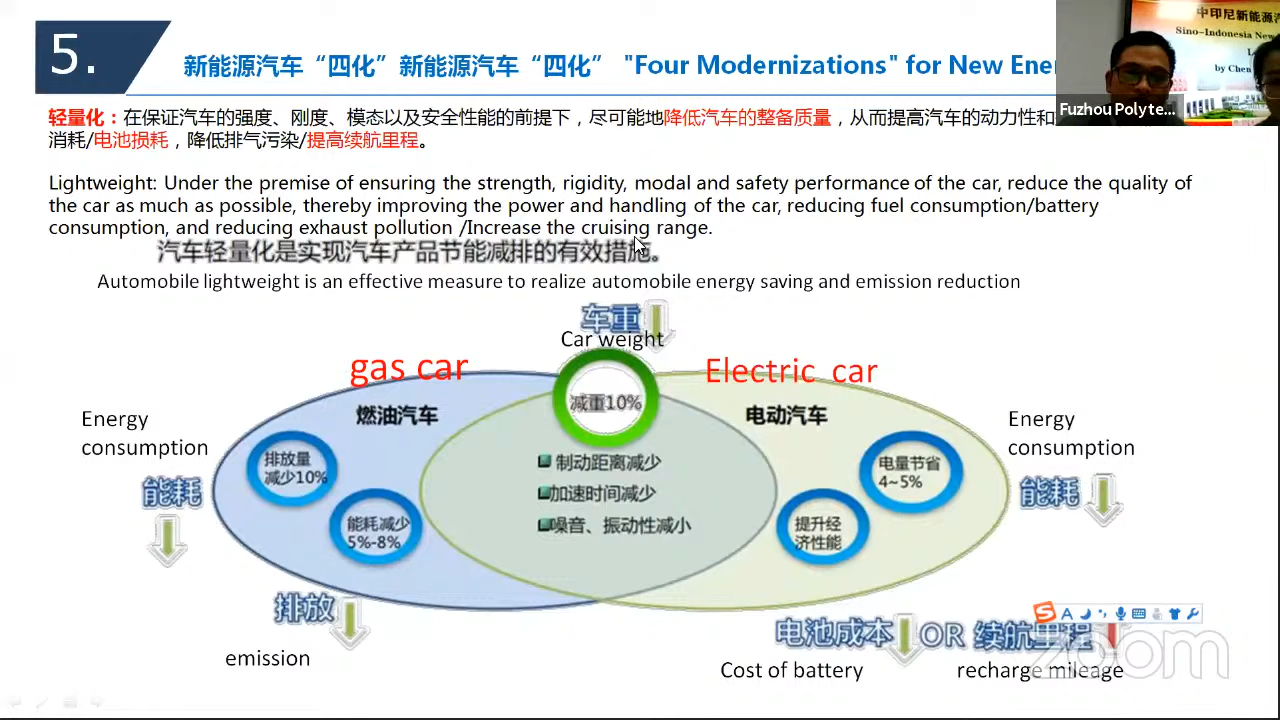 5.
新能源汽车“四化”新能源汽车“四化” "Four Modernizations" for New Ener
中印尼新能源汽
Sino-Indonesia New
by Chen
Fuzhou Polyte...
轻量化：在保证汽车的强度、刚度、模态以及安全性能的前提下，尽可能地降低汽车的整备质量，从而提高汽车的动力性和
消耗/电池损耗，降低排气污染/提高续航里程。
Lightweight: Under the premise of ensuring the strength, rigidity, modal and safety performance of the car, reduce the quality of
the car as much as possible, thereby improving the power and handling of the car, reducing fuel consumption/battery
consumption, and reducing exhaust pollution /Increase the cruising range.
汽车轻量化是实现汽车产品节能减排的有效措施。
Automobile lightweight is an effective measure to realize automobile energy saving and emission reduction
车重
Car weight
gas car
Electric car
减重10%
燃油汽车
电动汽车
Energy
consumption
能耗
排放量
减少10%
能耗减少
5%-8%
制动距离减少
加速时间减少
噪音、振动性减小
电量节省
4~5%
提升经
济性能
Energy
consumption
能耗
排放
emission
电池成本 OR 续航里程
Cost of battery
recharge mileage
zoom